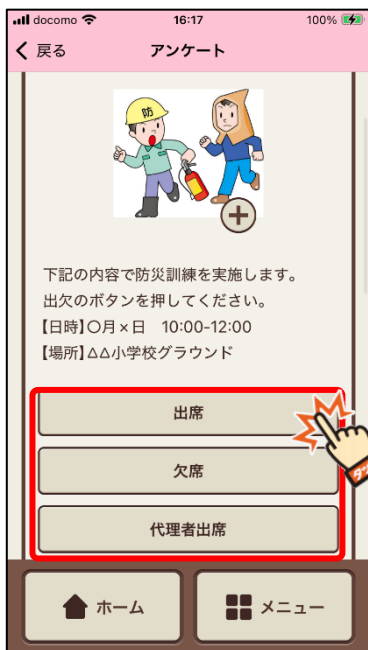 docomo 16:17 100%
戻る アンケート
防
下記の内容で防災訓練を実施します。
出欠のボタンを押してください。
【日時】〇月×日 10:00-12:00
【場所】△△小学校グラウンド
出席
欠席
代理者出席
ホーム メニュー